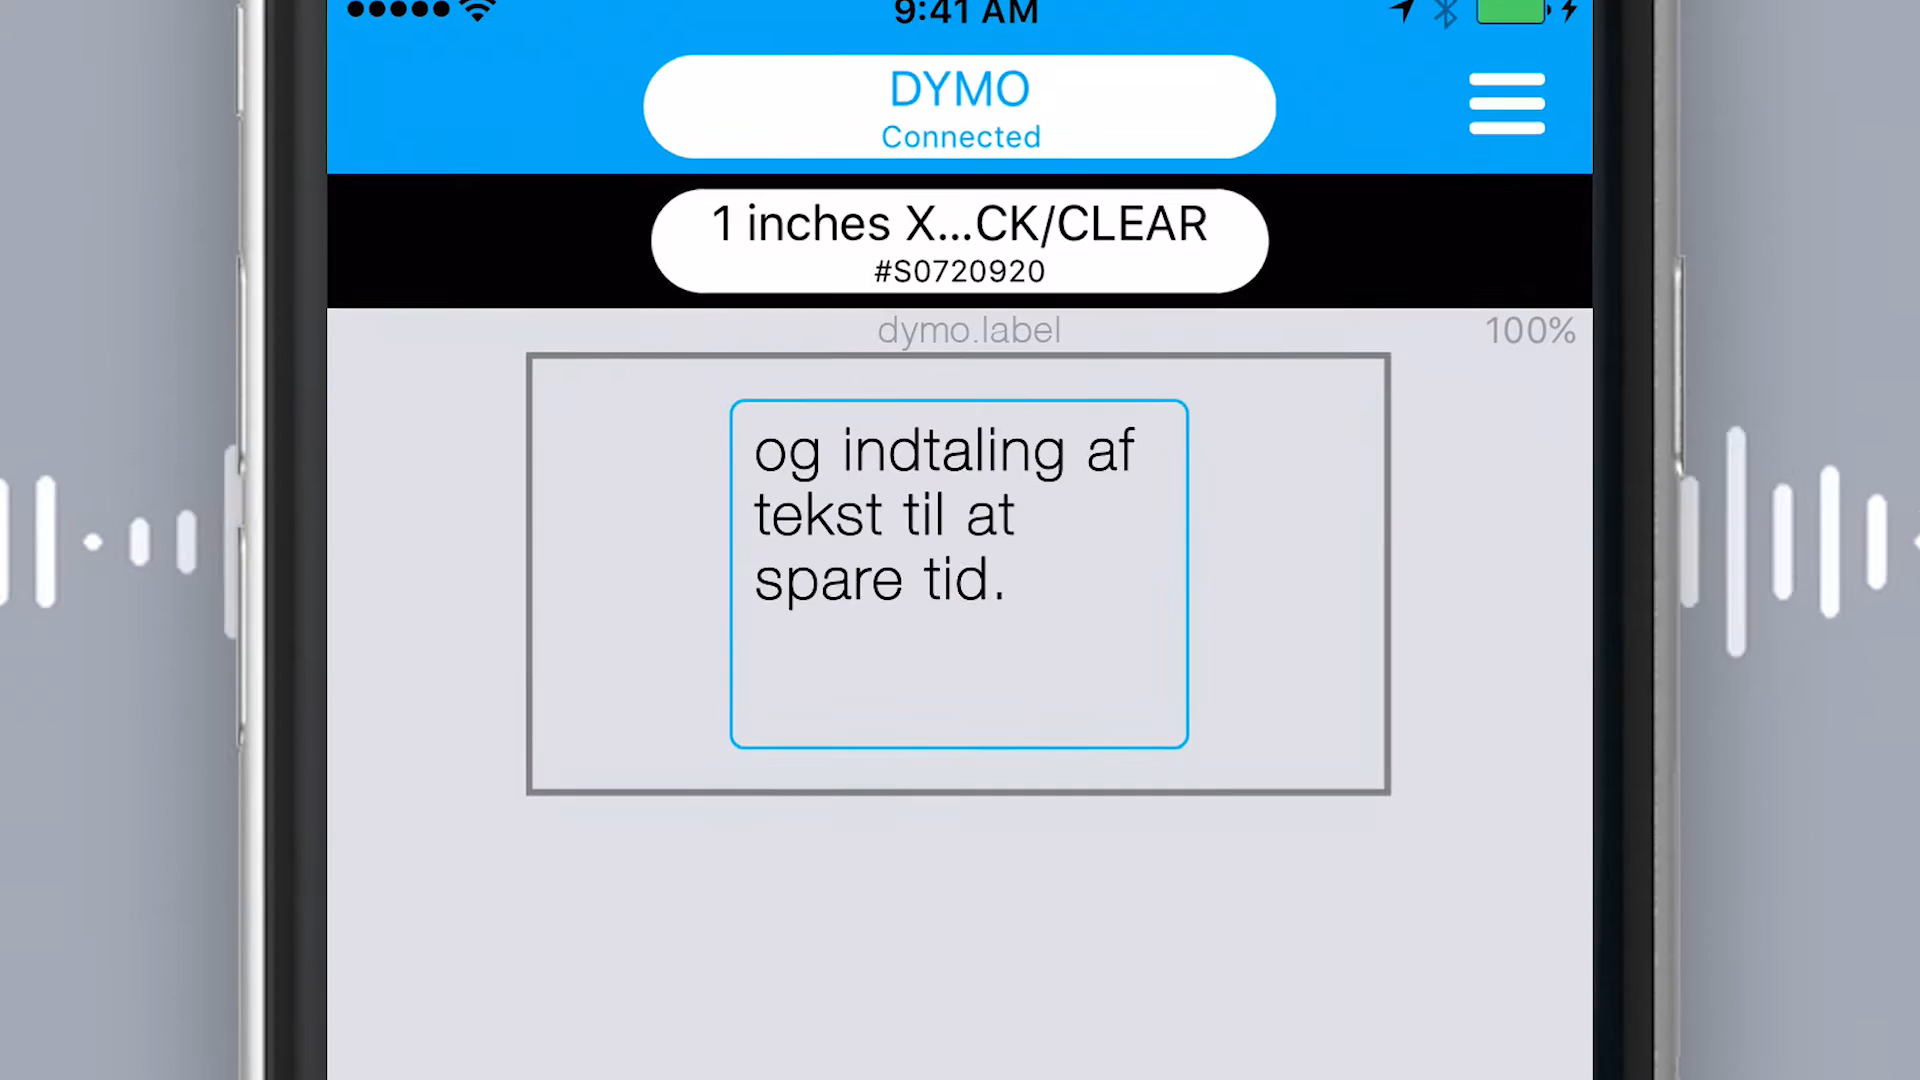 9:41 AM
DYMO
Connected
1 inches X...CK/CLEAR
#S0720920
dymo.label
100%
og indtaling af
tekst til at
spare tid.